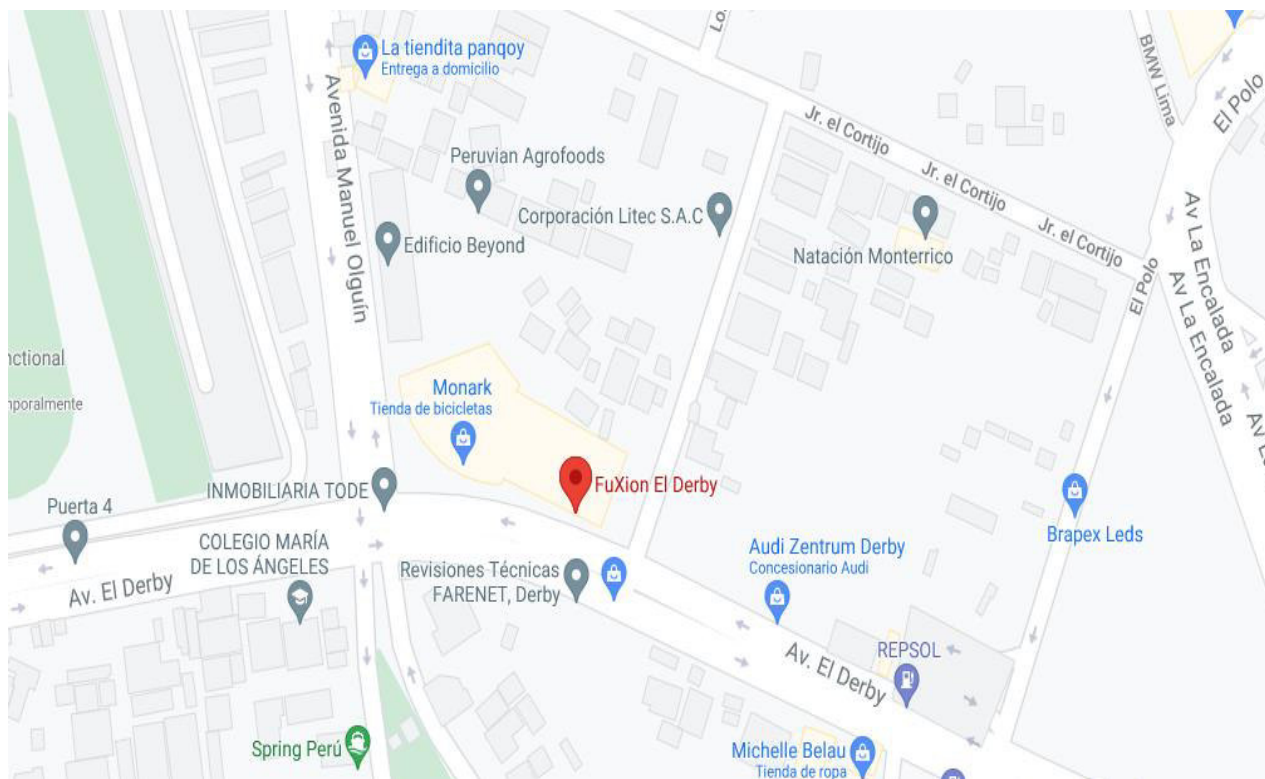 La tiendita panqoy
Entrega a domicilio
Avenida Manuel Olguín
Peruvian Agrofoods
Corporación Litec S.A.C
Edificio Beyond
Jr. el Cortijo
Jr. el Cortijo
Jr. el Cortijo
Natación Monterrico
BMW Lima
El Polo
El Polo
Av La Encalada
Av La Encalada
Monark
Tienda de bicicletas
FuXion El Derby
INMOBILIARIA TODE
Puerta 4
COLEGIO MARÍA
DE LOS ÁNGELES
Av. El Derby
Revisiones Técnicas
FARENET, Derby
Audi Zentrum Derby
Concesionario Audi
Brapex Leds
Av. El Derby
REPSOL
Spring Perú
Michelle Belau
Tienda de ropa